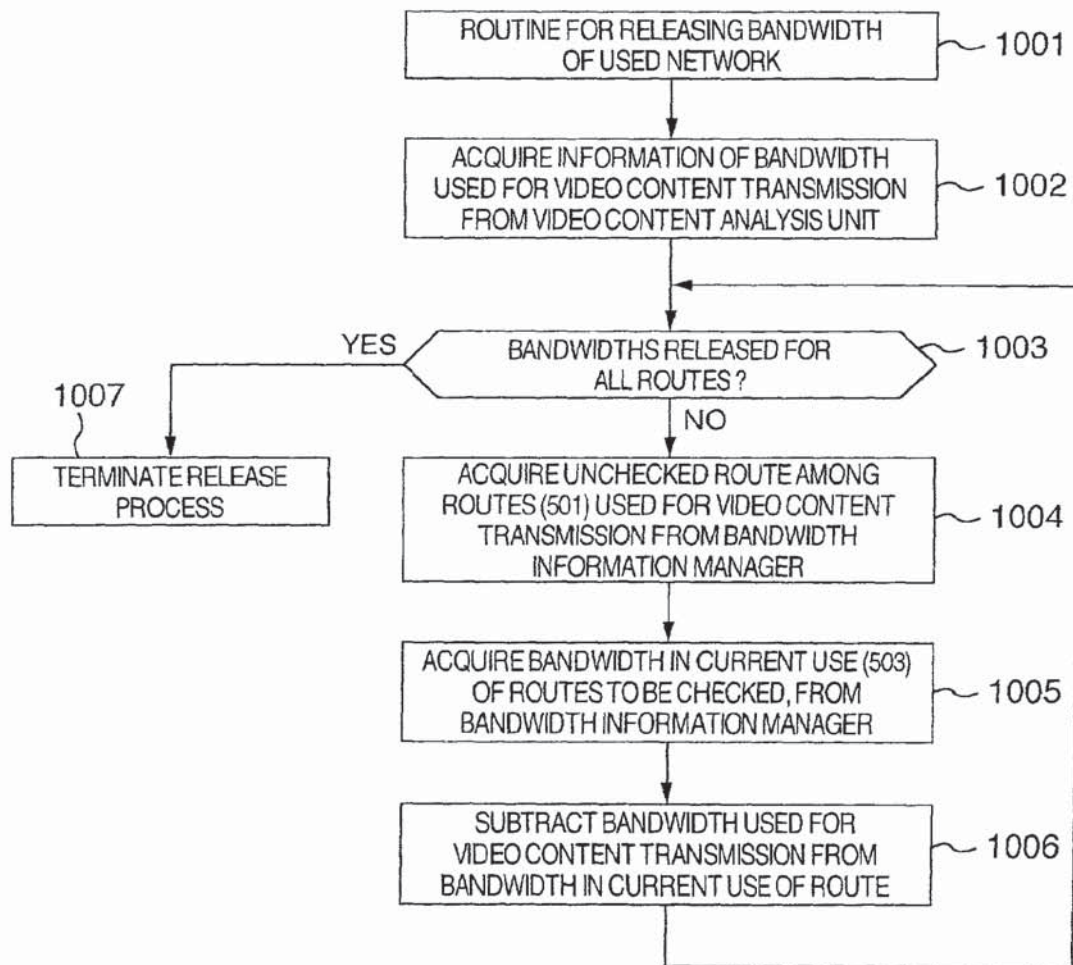 ROUTINE FOR RELEASING BANDWIDTH
OF USED NETWORK
1001
ACQUIRE INFORMATION OF BANDWIDTH
USED FOR VIDEO CONTENT TRANSMISSION
FROM VIDEO CONTENT ANALYSIS UNIT
1002
YES
BANDWIDTHS RELEASED FOR
ALL ROUTES ?
1003
1007
NO
TERMINATE RELEASE
PROCESS
ACQUIRE UNCHECKED ROUTE AMONG
ROUTES (501) USED FOR VIDEO CONTENT
TRANSMISSION FROM BANDWIDTH
INFORMATION MANAGER
1004
ACQUIRE BANDWIDTH IN CURRENT USE (503)
OF ROUTES TO BE CHECKED, FROM
BANDWIDTH INFORMATION MANAGER
1005
SUBTRACT BANDWIDTH USED FOR
VIDEO CONTENT TRANSMISSION FROM
BANDWIDTH IN CURRENT USE OF ROUTE
1006